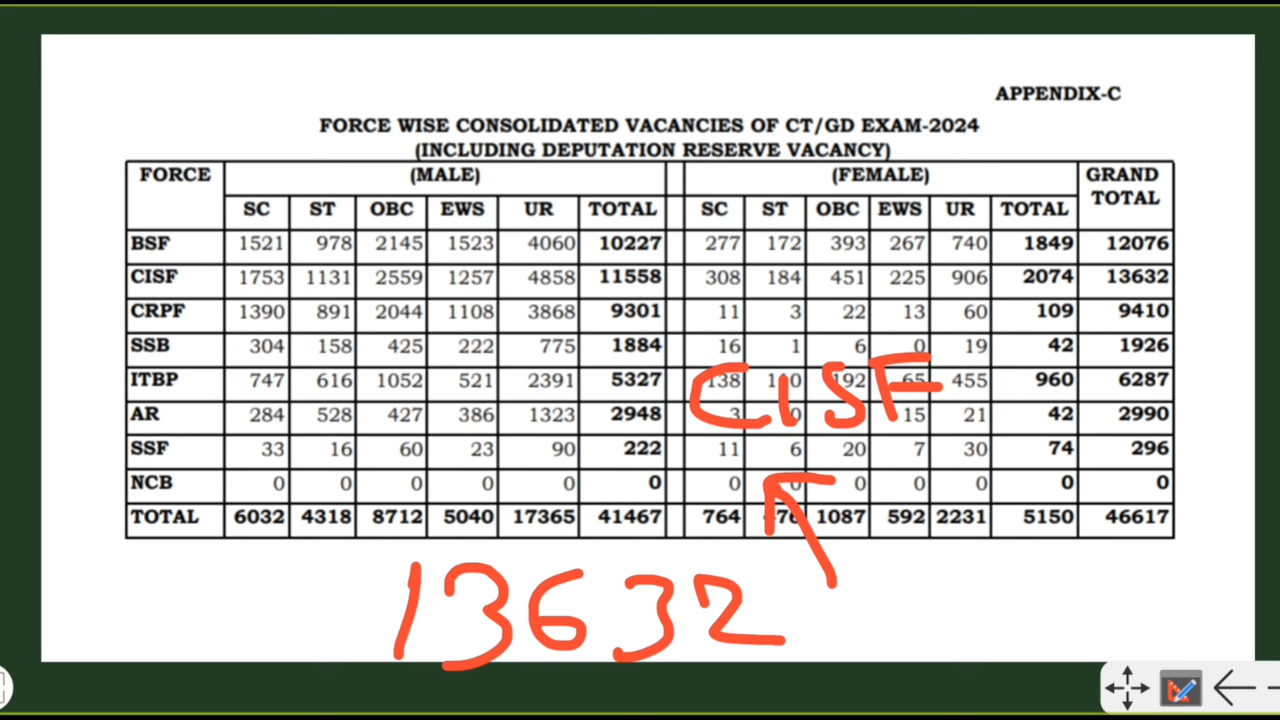 APPENDIX-C
FORCE WISE CONSOLIDATED VACANCIES OF CT/GD EXAM-2024
(INCLUDING DEPUTATION RESERVE VACANCY)
FORCE (MALE) (FEMALE) GRAND TOTAL
SC ST OBC EWS UR TOTAL SC ST OBC EWS UR TOTAL
BSF 1521 978 2145 1523 4060 10227 277 172 393 267 740 1849 12076
CISF 1753 1131 2559 1257 4858 11558 308 184 451 225 906 2074 13632
CRPF 1390 891 2044 1108 3868 9301 11 3 22 13 60 109 9410
SSB 304 158 425 222 775 1884 16 1 6 0 19 42 1926
ITBP 747 616 1052 521 2391 5327 138 110 192 65 455 960 6287
AR 284 528 427 386 1323 2948 3 0 15 21 42 2990
SSF 33 16 60 23 90 222 11 6 20 7 30 74 296
NCB 0 0 0 0 0 0 0 0 0 0 0 0 0
TOTAL 6032 4318 8712 5040 17365 41467 764 476 1087 592 2231 5150 46617
CISF
13632